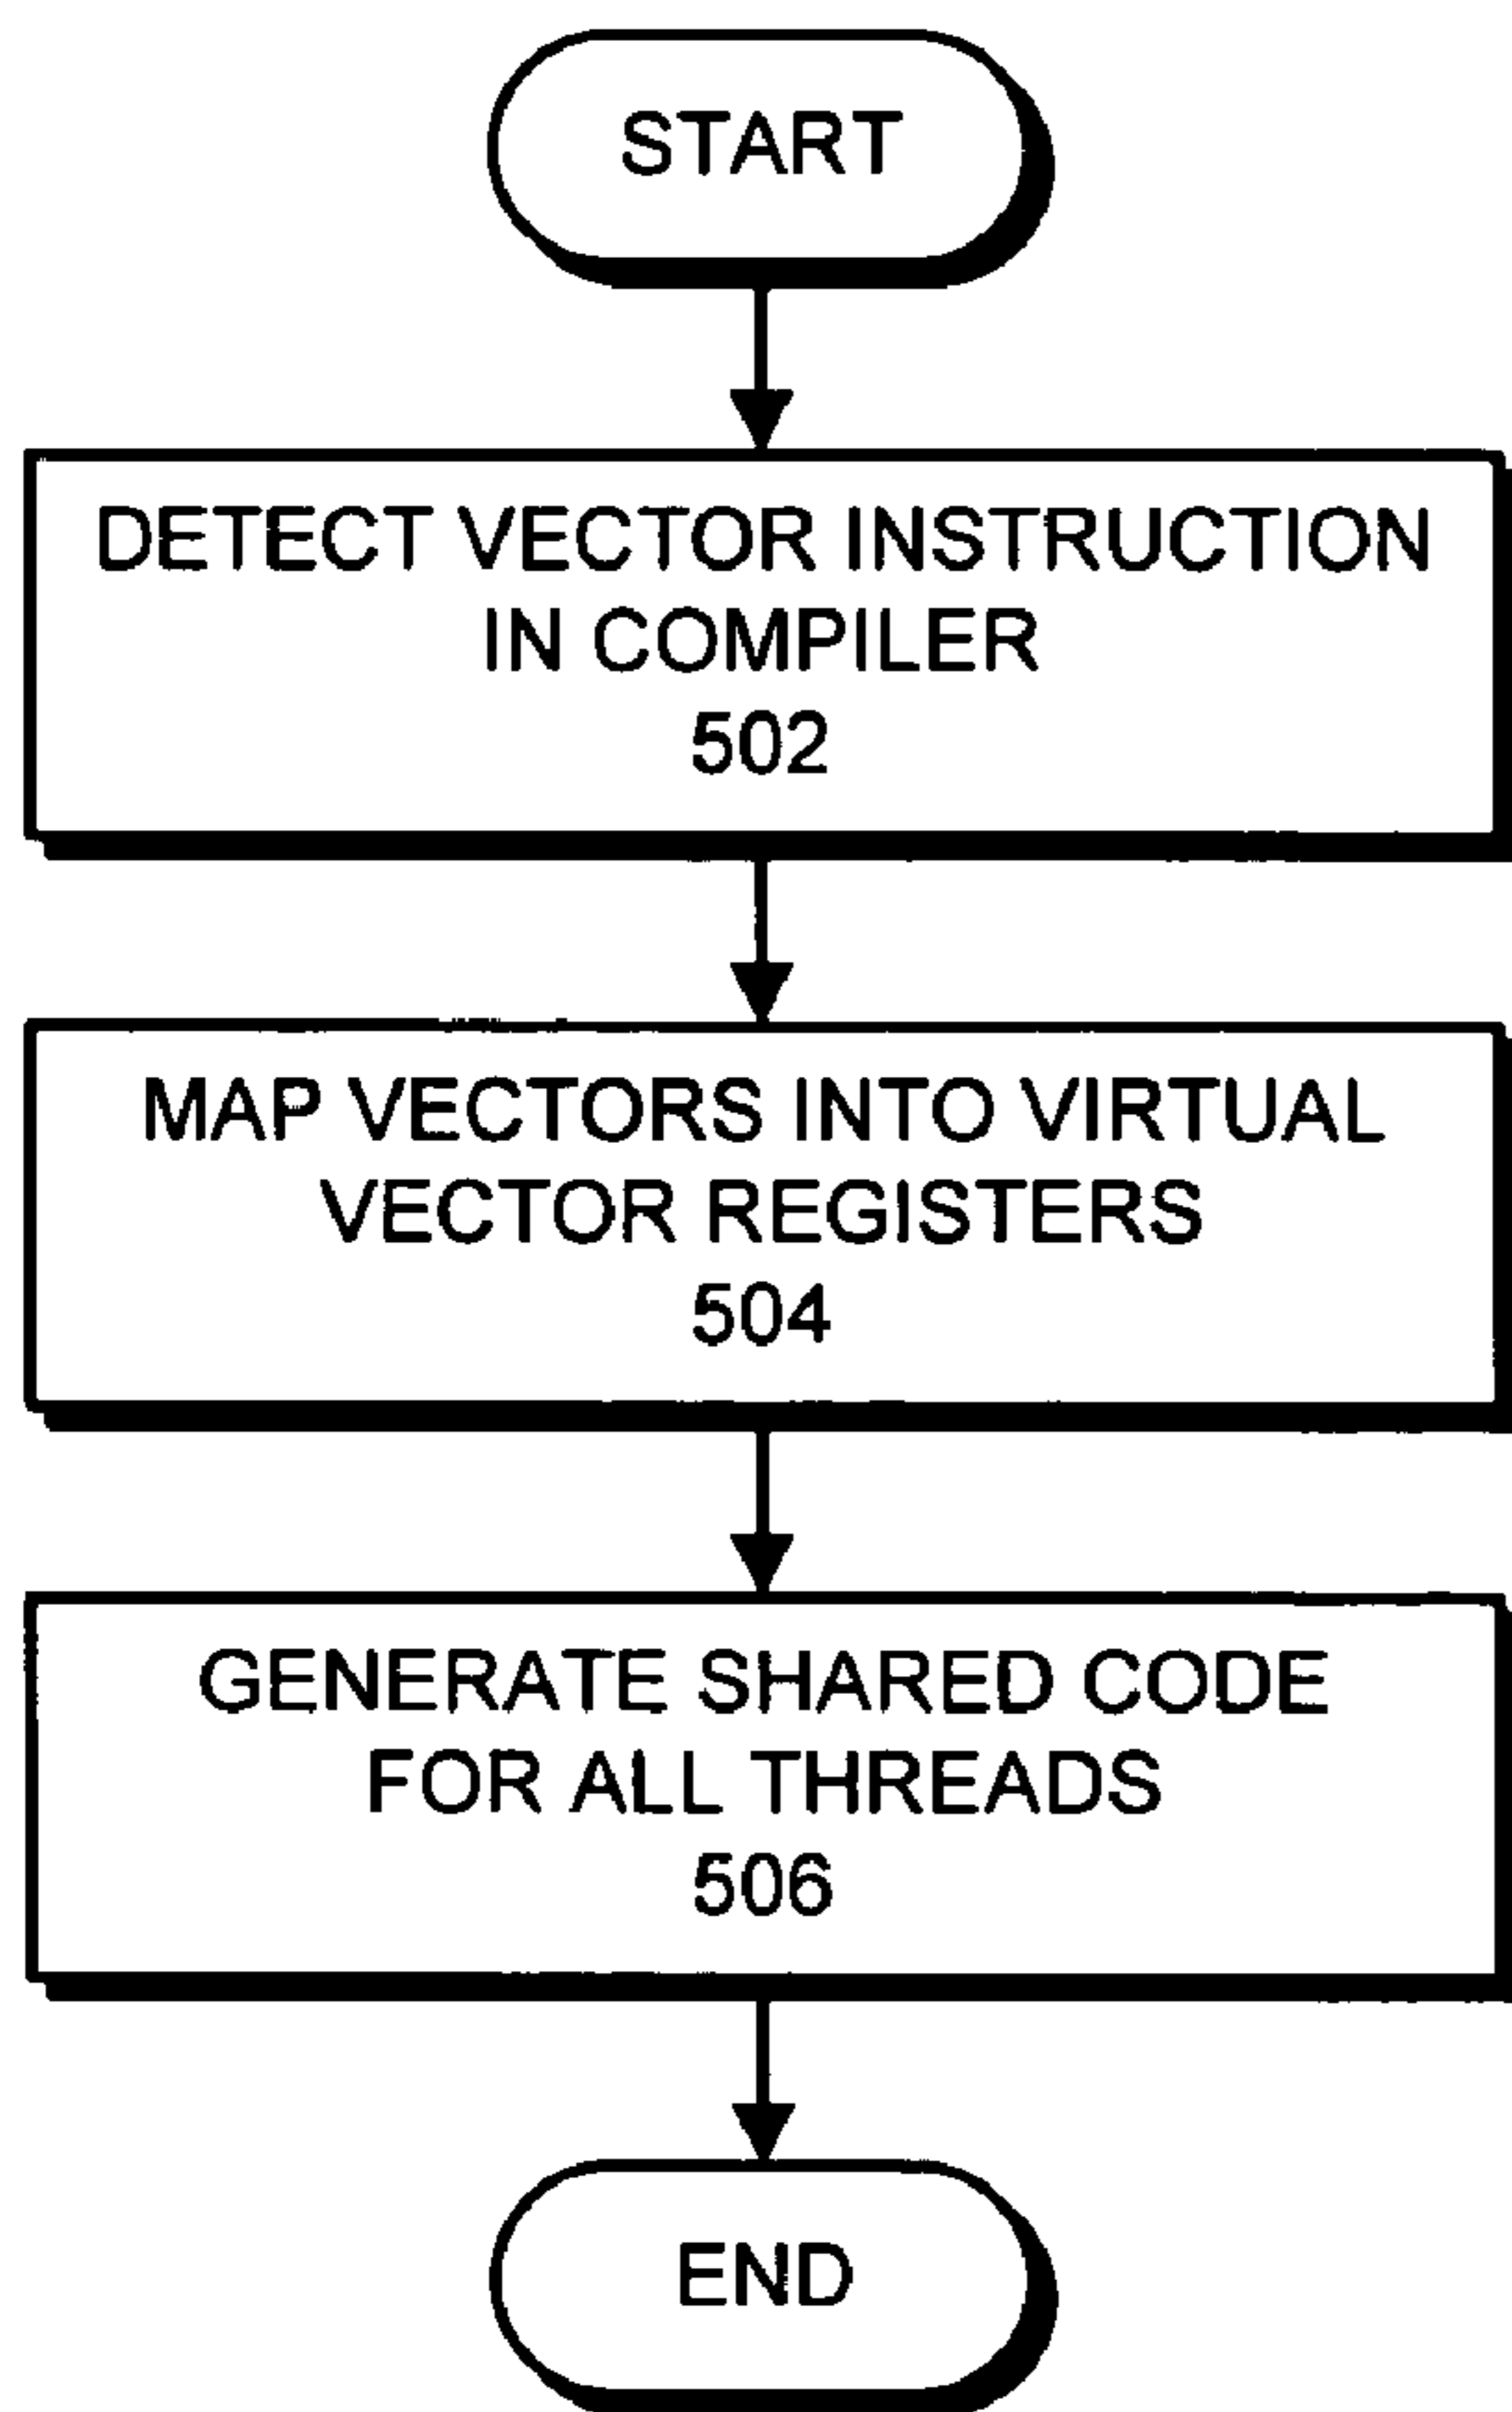 START
DETECT VECTOR INSTRUCTION
IN COMPILER
502
MAP VECTORS INTO VIRTUAL
VECTOR REGISTERS
504
GENERATE SHARED CODE
FOR ALL THREADS
506
END